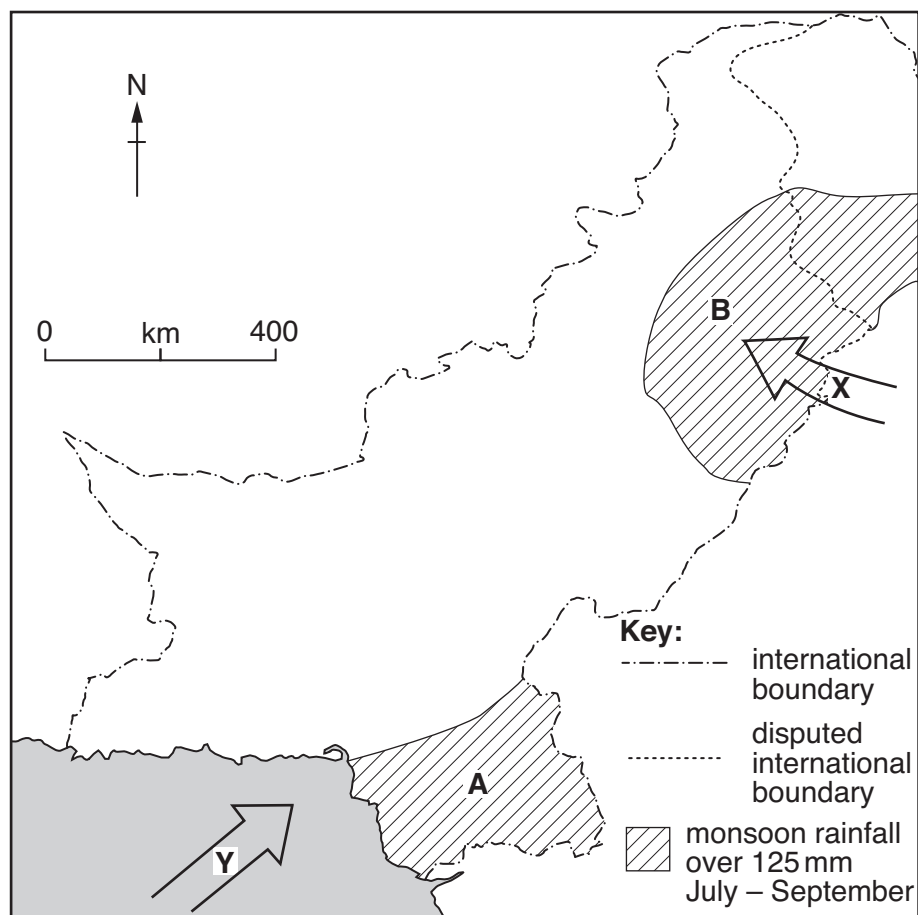 N
0 km 400
B
X
A
Y
Key:
international
boundary
disputed
international
boundary
monsoon rainfall
over 125 mm
July – September